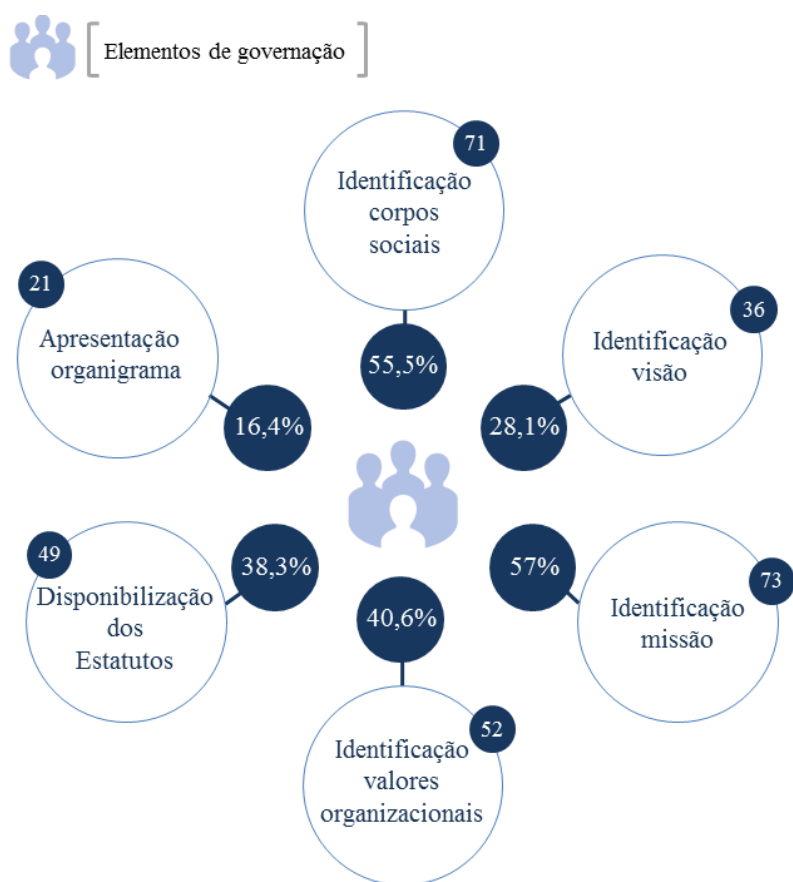 Elementos de governação
71
Identificação
corpos
sociais
55,5%
36
Identificação
visão
28,1%
73
Identificação
missão
57%
52
Identificação
valores
organizacionais
40,6%
49
Disponibilização
dos
Estatutos
38,3%
21
Apresentação
organigrama
16,4%